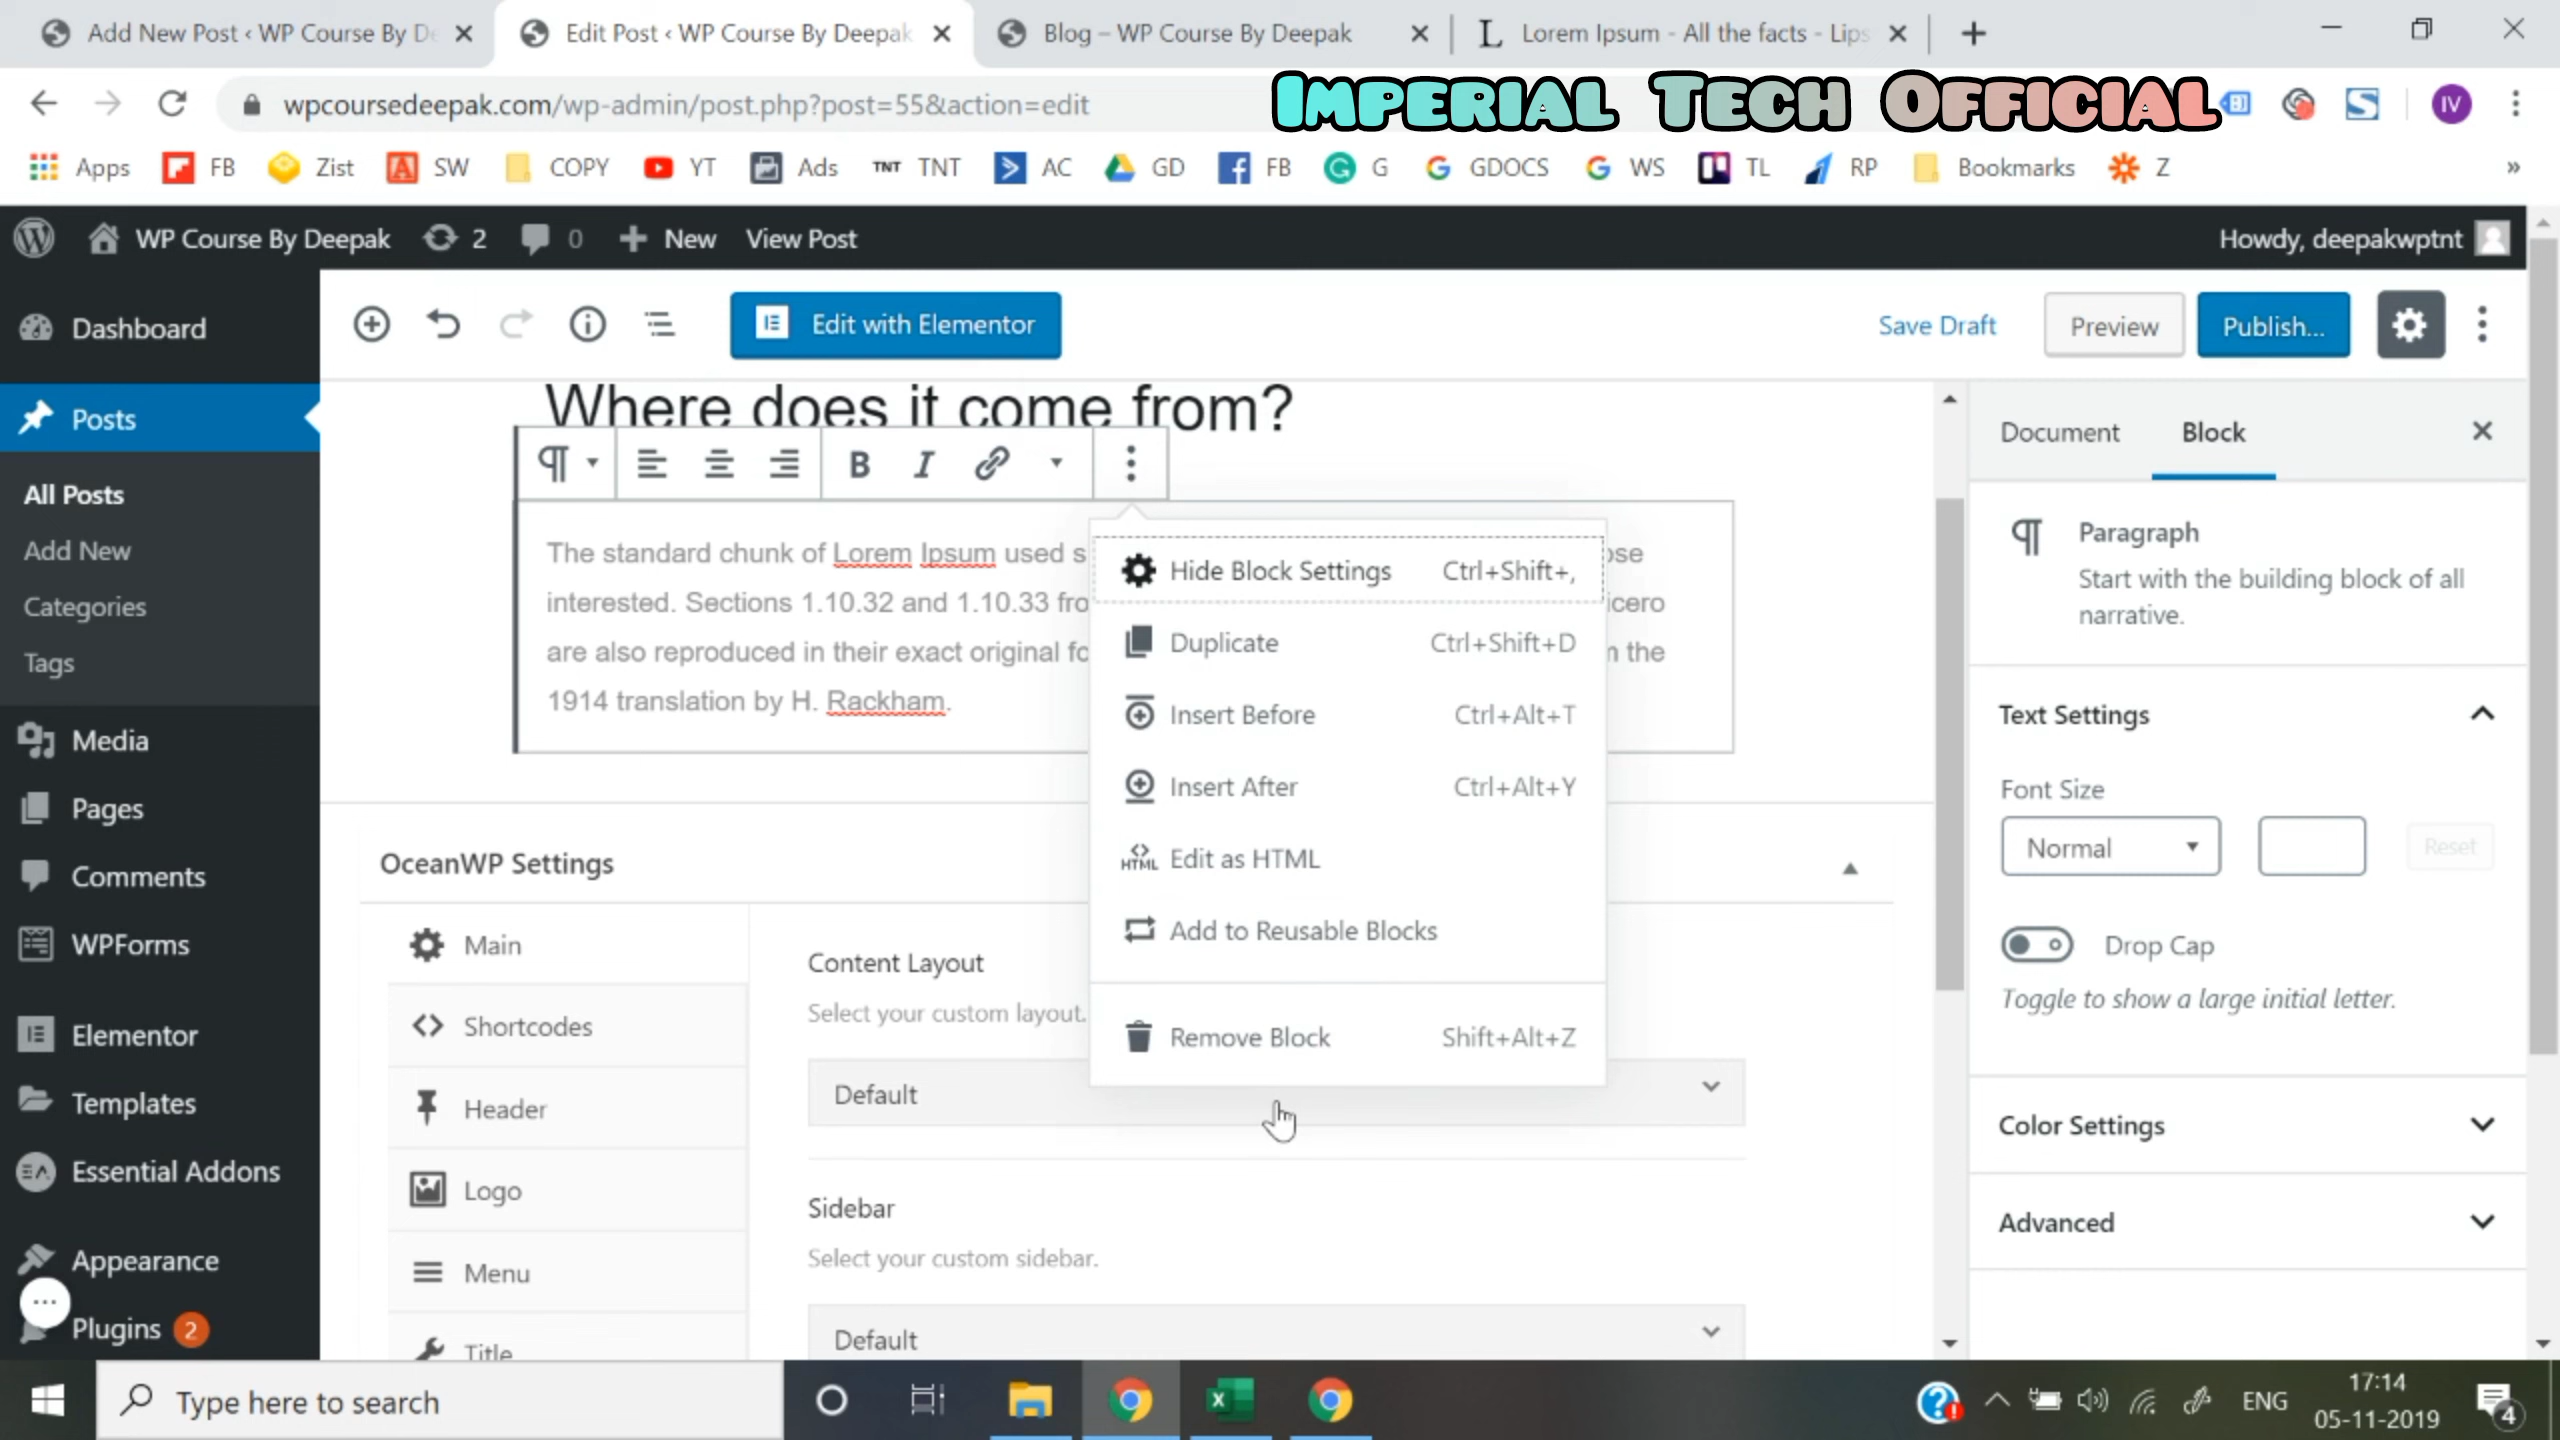 Add New Post ‹ WP Course By De
Edit Post ‹ WP Course By Deepak
Blog – WP Course By Deepak
Lorem Ipsum - All the facts - Lips
wpcoursedeepak.com/wp-admin/post.php?post=55&action=edit
Imperial Tech Official
IV
Apps FB Zist SW COPY YT Ads TNT TNT AC GD FB G GDOCS WS TL RP Bookmarks Z »
WP Course By Deepak 2 0 New View Post
Howdy, deepakwptnt
Edit with Elementor
Save Draft Preview Publish...
Dashboard
Posts
All Posts
Add New
Categories
Tags
Media
Pages
Comments
WPForms
Elementor
Templates
Essential Addons
Appearance
Plugins 2
Where does it come from?
B I
The standard chunk of Lorem Ipsum used s
interested. Sections 1.10.32 and 1.10.33 fro
are also reproduced in their exact original fo
the
1914 translation by H. Rackham.
Hide Block Settings Ctrl+Shift+,
Duplicate Ctrl+Shift+D
Insert Before Ctrl+Alt+T
Insert After Ctrl+Alt+Y
HTML Edit as HTML
Add to Reusable Blocks
Remove Block Shift+Alt+Z
OceanWP Settings
Main
Shortcodes
Header
Logo
Menu
Title
Content Layout
Select your custom layout.
Default
Sidebar
Select your custom sidebar.
Default
Document Block
Paragraph
Start with the building block of all
narrative.
Text Settings
Font Size
Normal
Reset
Drop Cap
Toggle to show a large initial letter.
Color Settings
Advanced
Type here to search
ENG
17:14
05-11-2019
4